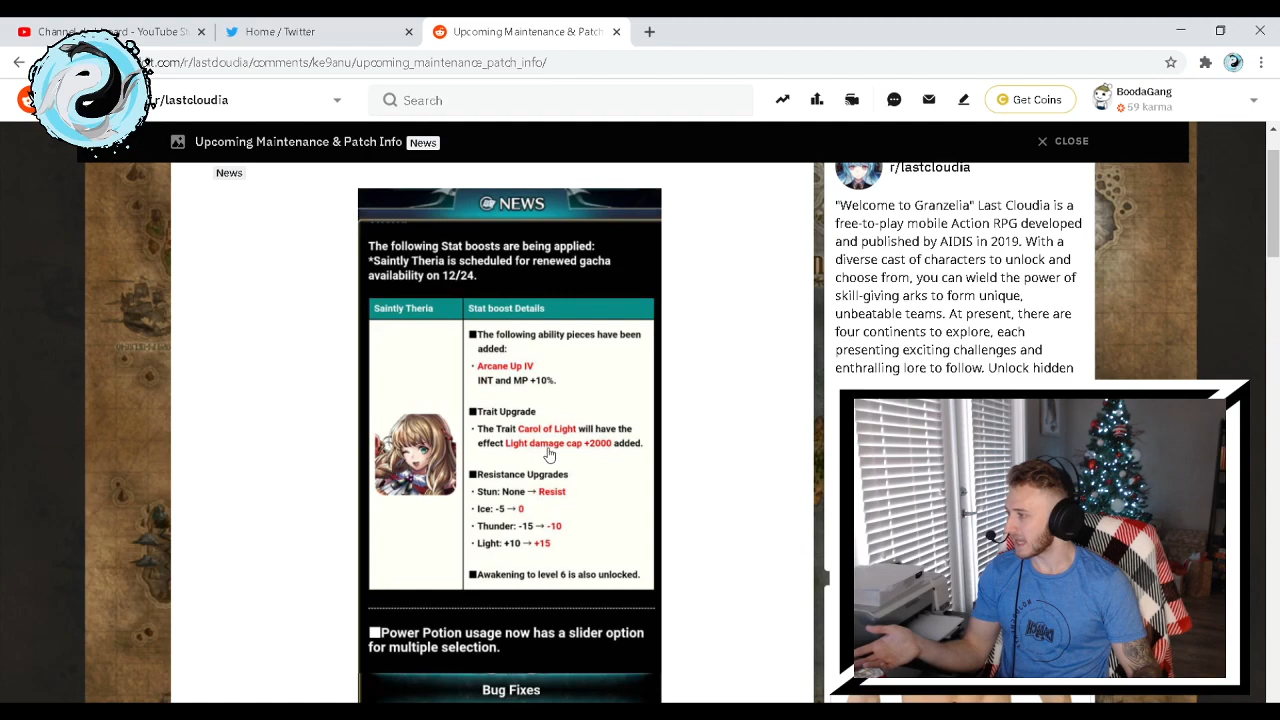 Home / Twitter
Upcoming Maintenance & Patch
t.com/r/lastcloudia/comments/ke9anu/upcoming_maintenance_patch_info/
r/lastcloudia
Search
Get Coins
BoodaGang
59 karma
Upcoming Maintenance & Patch Info
News
CLOSE
News
NEWS
The following Stat boosts are being applied:
*Saintly Theria is scheduled for renewed gacha
availability on 12/24.
Saintly Theria
Stat boost Details
■The following ability pieces have been
added:
・Arcane Up IV
INT and MP +10%.
■Trait Upgrade
・The Trait Carol of Light will have the
effect Light damage cap +2000 added.
■Resistance Upgrades
・Stun: None → Resist
・Ice: -5 → 0
・Thunder: -15 → -10
・Light: +10 → +15
■Awakening to level 6 is also unlocked.
■Power Potion usage now has a slider option
for multiple selection.
Bug Fixes
r/lastcloudia
"Welcome to Granzelia" Last Cloudia is a
free-to-play mobile Action RPG developed
and published by AIDIS in 2019. With a
diverse cast of characters to unlock and
choose from, you can wield the power of
skill-giving arks to form unique,
unbeatable teams. At present, there are
four continents to explore, each
presenting exciting challenges and
enthralling lore to follow. Unlock hidden